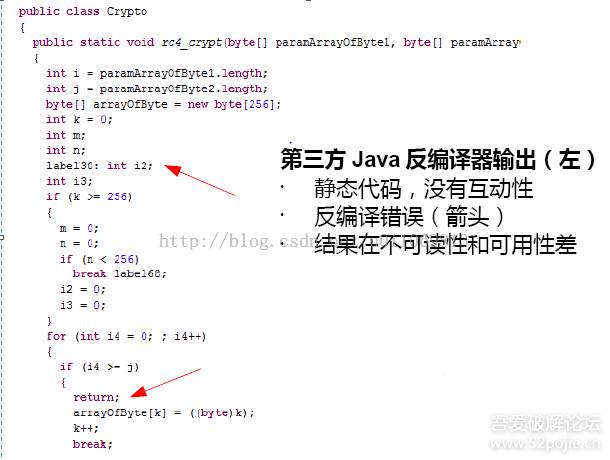 public class Crypto
{
public static void rc4_crypt(byte[] paramArrayOfByte1, byte[] paramArray
{
int i = paramArrayOfByte1.length;
int j = paramArrayOfByte2.length;
byte[] arrayOfByte = new byte[256];
int k = 0;
int m;
int n;
label30: int i2;
int i3;
if (k >= 256)
{
m = 0;
n = 0;
if (n < 256)
break label68;
i2 = 0;
i3 = 0;
}
for (int i4 = 0; ; i4++)
{
if (i4 >= j)
{
return;
arrayOfByte[k] = ((byte)k);
k++;
break;
第三方 Java 反编译器输出（左）
· 静态代码，没有互动性
· 反编译错误（箭头）
· 结果在不可读性和可用性差
http://blog.csdn
吾爱破解论坛
www.52pojie.cn